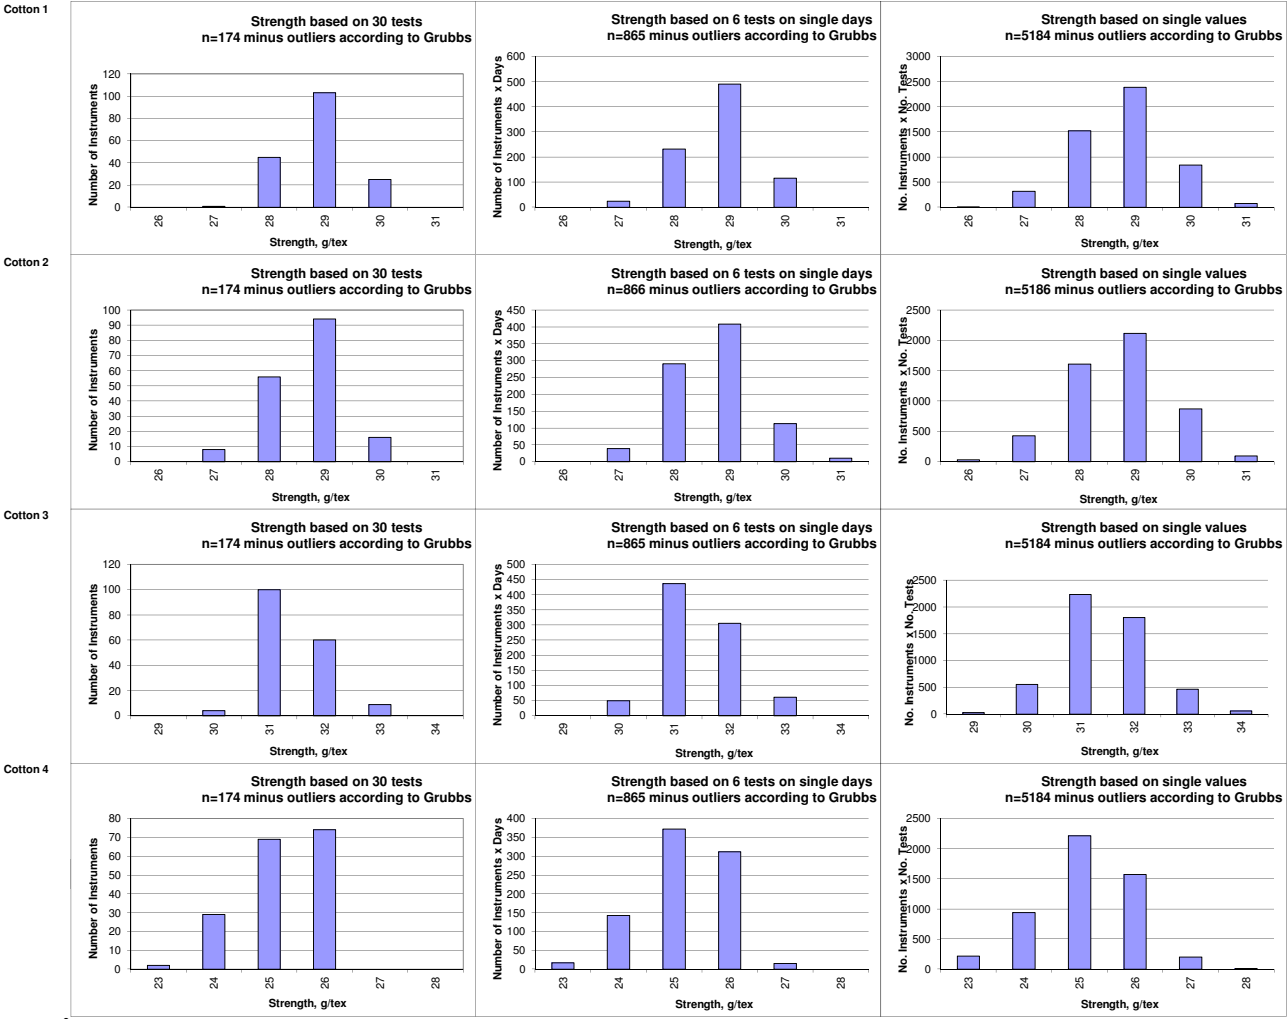 Cotton 1
Strength based on 30 tests
n=174 minus outliers according to Grubbs
Number of Instruments
120
100
80
60
40
20
0
26 27 28 29 30 31
Strength, g/tex
Strength based on 6 tests on single days
n=865 minus outliers according to Grubbs
Number of Instruments x Days
600
500
400
300
200
100
0
26 27 28 29 30 31
Strength, g/tex
Strength based on single values
n=5184 minus outliers according to Grubbs
No. Instruments x No. Tests
3000
2500
2000
1500
1000
500
0
26 27 28 29 30 31
Strength, g/tex
Cotton 2
Strength based on 30 tests
n=174 minus outliers according to Grubbs
Number of Instruments
100
90
80
70
60
50
40
30
20
10
0
26 27 28 29 30 31
Strength, g/tex
Strength based on 6 tests on single days
n=866 minus outliers according to Grubbs
Number of Instruments x Days
450
400
350
300
250
200
150
100
50
0
26 27 28 29 30 31
Strength, g/tex
Strength based on single values
n=5186 minus outliers according to Grubbs
No. Instruments x No. Tests
2500
2000
1500
1000
500
0
26 27 28 29 30 31
Strength, g/tex
Cotton 3
Strength based on 30 tests
n=174 minus outliers according to Grubbs
Number of Instruments
120
100
80
60
40
20
0
29 30 31 32 33 34
Strength, g/tex
Strength based on 6 tests on single days
n=865 minus outliers according to Grubbs
Number of Instruments x Days
500
450
400
350
300
250
200
150
100
50
0
29 30 31 32 33 34
Strength, g/tex
Strength based on single values
n=5184 minus outliers according to Grubbs
No. Instruments x No. Tests
2500
2000
1500
1000
500
0
29 30 31 32 33 34
Strength, g/tex
Cotton 4
Strength based on 30 tests
n=174 minus outliers according to Grubbs
Number of Instruments
80
70
60
50
40
30
20
10
0
23 24 25 26 27 28
Strength, g/tex
Strength based on 6 tests on single days
n=865 minus outliers according to Grubbs
Number of Instruments x Days
400
350
300
250
200
150
100
50
0
23 24 25 26 27 28
Strength, g/tex
Strength based on single values
n=5184 minus outliers according to Grubbs
No. Instruments x No. Tests
2500
2000
1500
1000
500
0
23 24 25 26 27 28
Strength, g/tex